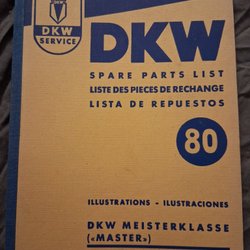 DKW
SERVICE
DKW
SPARE PARTS LIST
LISTE DES PIECES DE RECHANGE
LISTA DE REPUESTOS
80
ILLUSTRATIONS - ILUSTRACIONES
DKW MEISTERKLASSE
(«MASTER»)